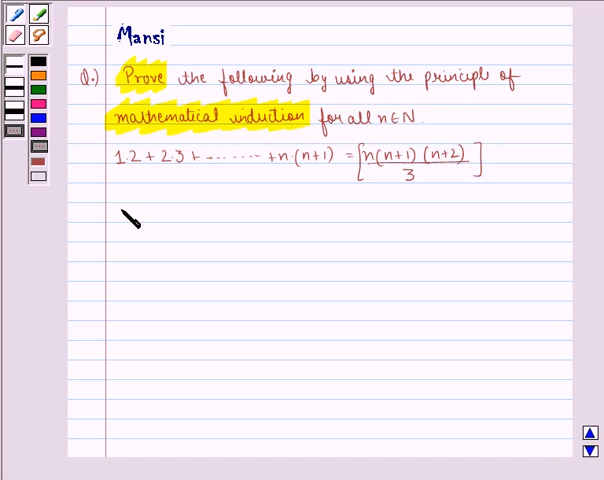 Mansi
Q.) Prove the following by using the principl of
mathematical induction for all n∈N.
1.2 + 2.3 + ........ + n.(n+1) = [n(n+1)(n+2)/3]